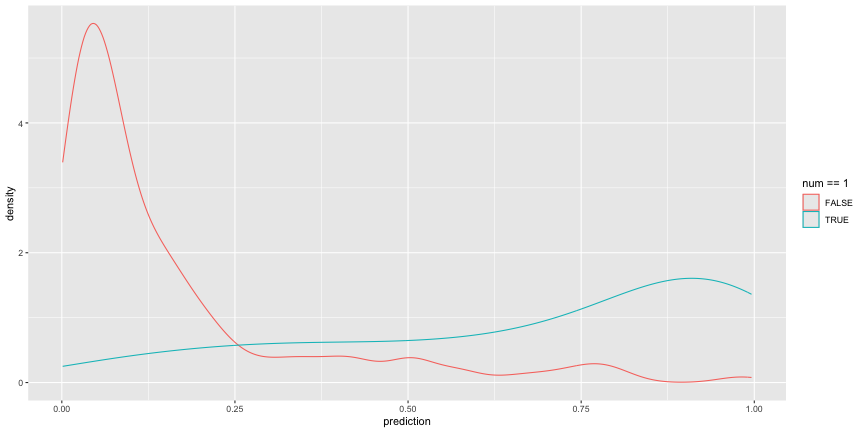 density
4
2
0
0.00
0.25
0.50
0.75
1.00
prediction
num == 1
FALSE
TRUE